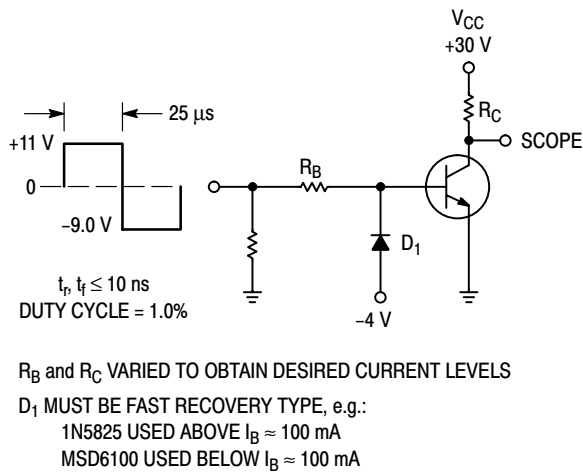 V_CC
+30 V
25 μs
+11 V
R_C
SCOPE
R_B
0
−9.0 V
D_1
t_r, t_f ≤ 10 ns
DUTY CYCLE = 1.0%
−4 V
R_B and R_C VARIED TO OBTAIN DESIRED CURRENT LEVELS
D_1 MUST BE FAST RECOVERY TYPE, e.g.:
1N5825 USED ABOVE I_B ≈ 100 mA
MSD6100 USED BELOW I_B ≈ 100 mA